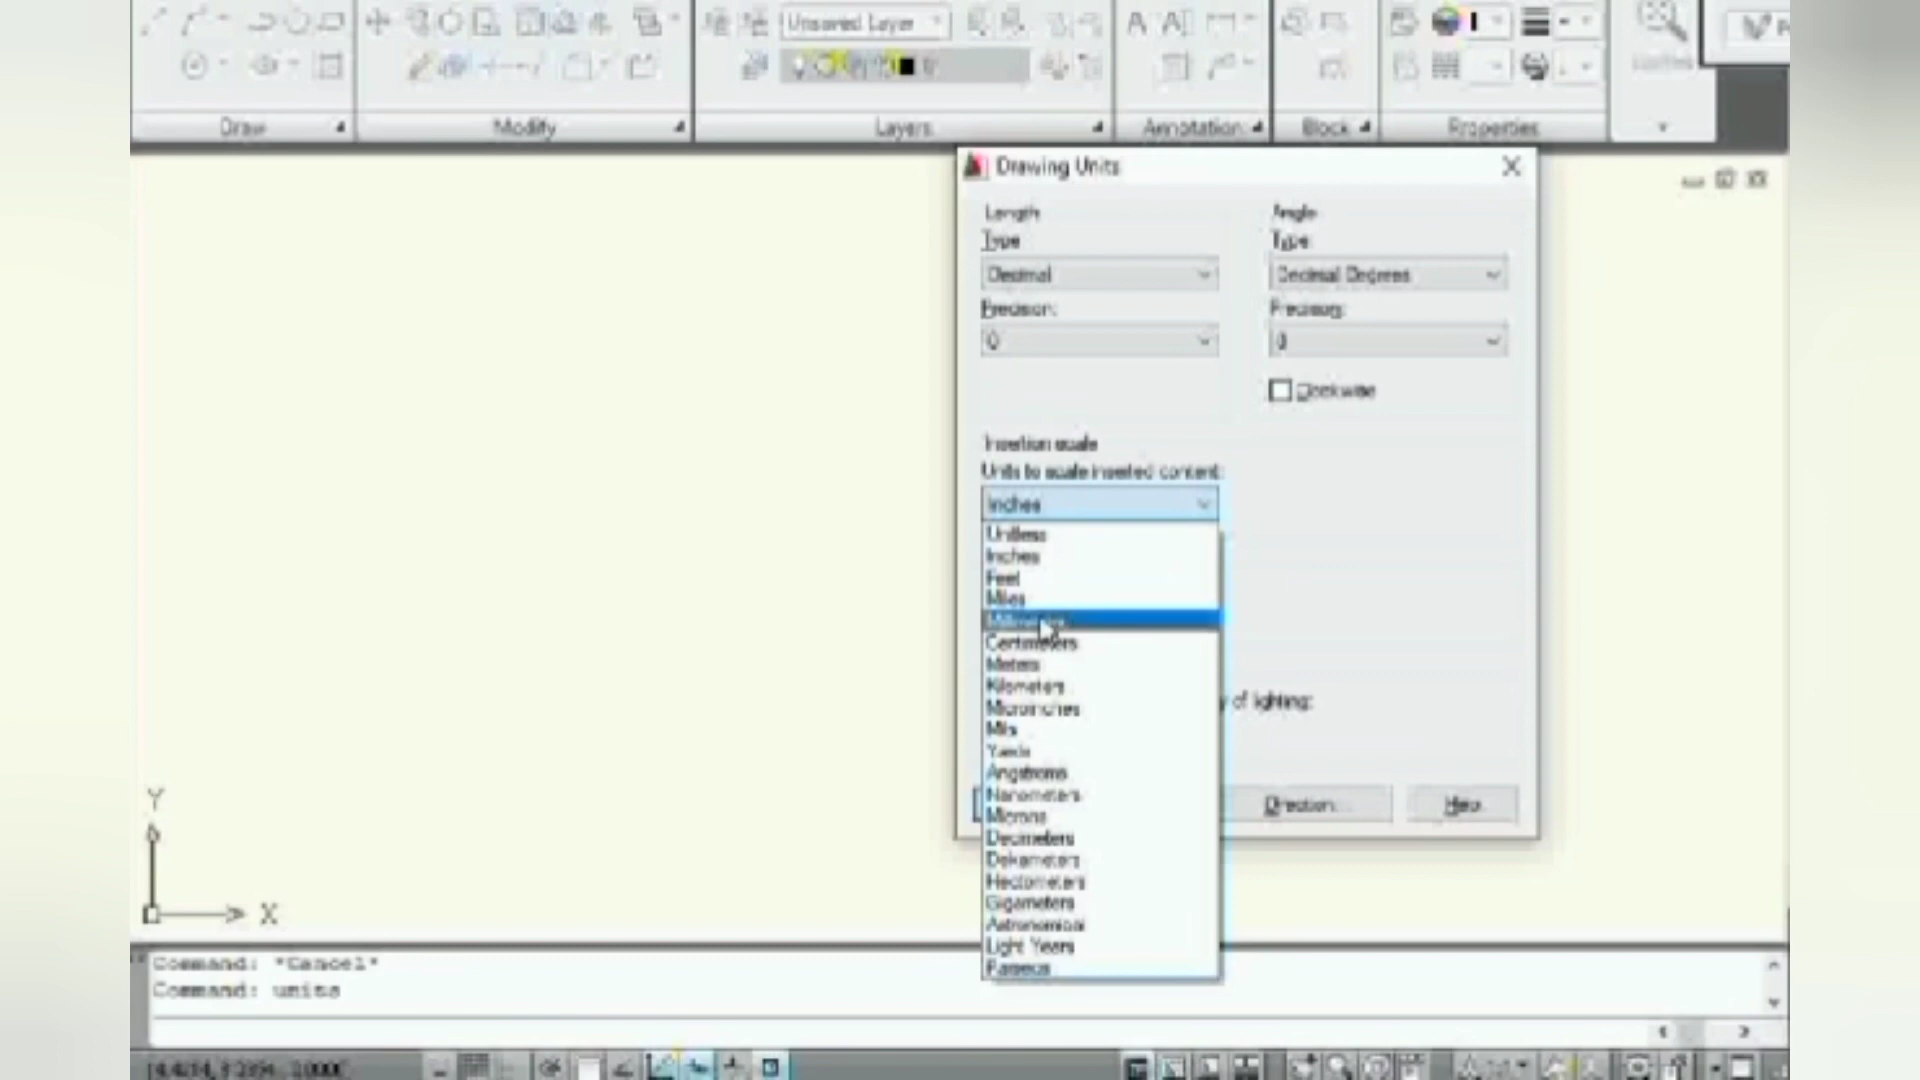 Unsaved Layer
Draw
Modify
Layers
Annotation
Block
Properties
Drawing Units
Length
Angle
Type
Type
Decimal
Decimal Degrees
Precision:
Precision:
0
0
Clockwise
Insertion scale
Units to scale inserted content:
Inches
Unitless
Inches
Feet
Miles
Millimeters
Centimeters
Meters
Kilometers
Microinches
Mils
Yards
Angstroms
Nanometers
Microns
Decimeters
Dekameters
Hectometers
Gigameters
Astronomical
Light Years
Parsecs
of lighting:
Direction...
Help
Y
X
Command: *Cancel*
Command: units